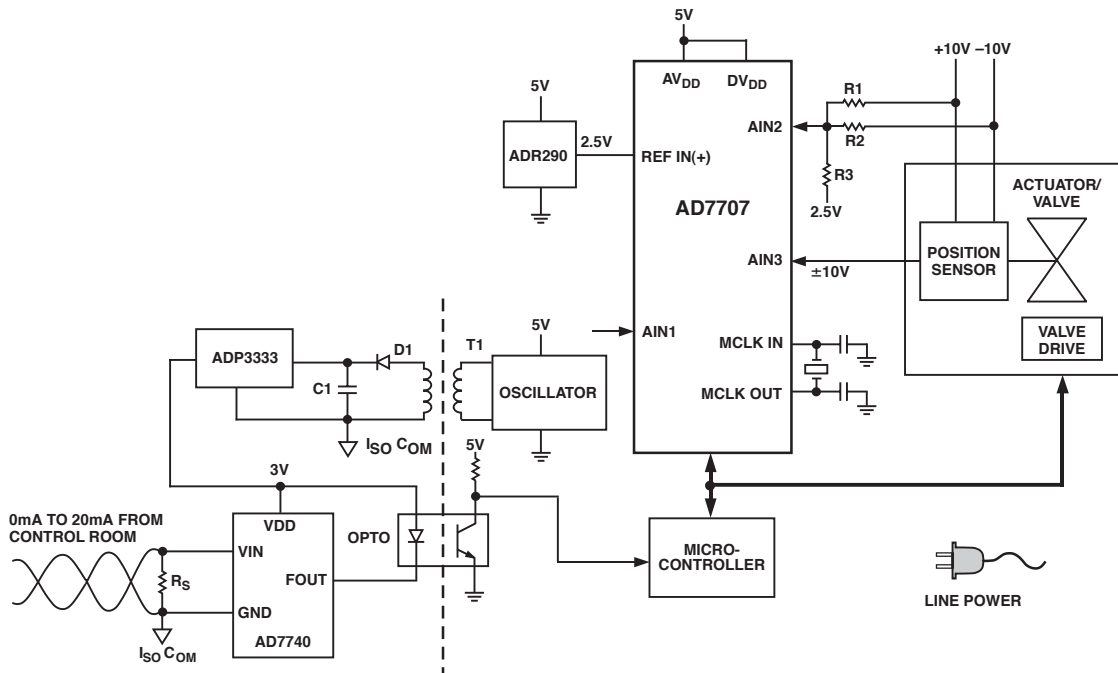 5V
+10V –10V
AVDD
DVDD
5V
R1
AIN2
R2
ADR290
2.5V
REF IN(+)
R3
2.5V
AD7707
ACTUATOR/
VALVE
POSITION
SENSOR
AIN3
±10V
VALVE
DRIVE
5V
AIN1
MCLK IN
MCLK OUT
ADP3333
D1
T1
C1
OSCILLATOR
ISO COM
5V
3V
0mA TO 20mA FROM
CONTROL ROOM
VDD
VIN
OPTO
RS
FOUT
GND
AD7740
ISO COM
MICRO-
CONTROLLER
LINE POWER